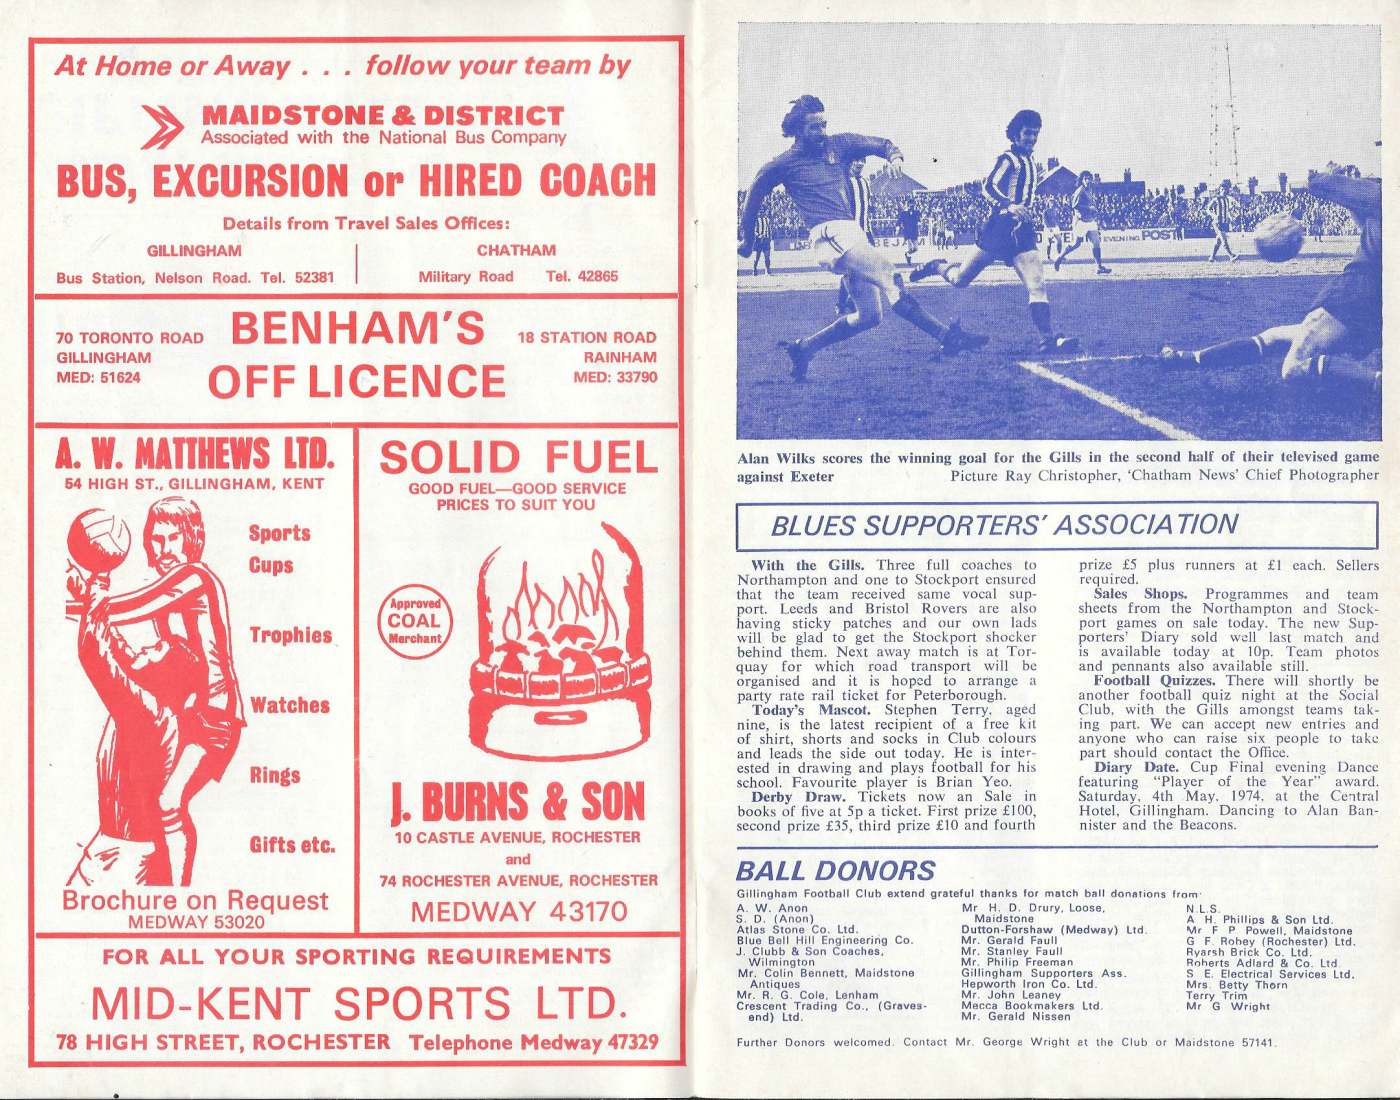 At Home or Away . . . follow your team by
MAIDSTONE & DISTRICT
Associated with the National Bus Company
BUS, EXCURSION or HIRED COACH
Details from Travel Sales Offices:
GILLINGHAM
Bus Station, Nelson Road. Tel. 52381
CHATHAM
Military Road Tel. 42865
70 TORONTO ROAD
GILLINGHAM
MED: 51624
BENHAM'S
OFF LICENCE
18 STATION ROAD
RAINHAM
MED: 33790
A. W. MATTHEWS LTD.
54 HIGH ST., GILLINGHAM, KENT
Sports
Cups
Trophies
Watches
Rings
Gifts etc.
Brochure on Request
MEDWAY 53020
SOLID FUEL
GOOD FUEL—GOOD SERVICE
PRICES TO SUIT YOU
Approved
COAL
Merchant
J. BURNS & SON
10 CASTLE AVENUE, ROCHESTER
and
74 ROCHESTER AVENUE, ROCHESTER
MEDWAY 43170
FOR ALL YOUR SPORTING REQUIREMENTS
MID-KENT SPORTS LTD.
78 HIGH STREET, ROCHESTER Telephone Medway 47329
EVENING POST
Alan Wilks scores the winning goal for the Gills in the second half of their televised game
against Exeter Picture Ray Christopher, 'Chatham News' Chief Photographer
BLUES SUPPORTERS' ASSOCIATION
With the Gills. Three full coaches to
Northampton and one to Stockport ensured
that the team received same vocal sup-
port. Leeds and Bristol Rovers are also
having sticky patches and our own lads
will be glad to get the Stockport shocker
behind them. Next away match is at Tor-
quay for which road transport will be
organised and it is hoped to arrange a
party rate rail ticket for Peterborough.
Today's Mascot. Stephen Terry, aged
nine, is the latest recipient of a free kit
of shirt, shorts and socks in Club colours
and leads the side out today. He is inter-
ested in drawing and plays football for his
school. Favourite player is Brian Yeo.
Derby Draw. Tickets now an Sale in
books of five at 5p a ticket. First prize £100,
second prize £35, third prize £10 and fourth
prize £5 plus runners at £1 each. Sellers
required.
Sales Shops. Programmes and team
sheets from the Northampton and Stock-
port games on sale today. The new Sup-
porters' Diary sold well last match and
is available today at 10p. Team photos
and pennants also available still.
Football Quizzes. There will shortly be
another football quiz night at the Social
Club, with the Gills amongst teams tak-
ing part. We can accept new entries and
anyone who can raise six people to take
part should contact the Office.
Diary Date. Cup Final evening Dance
featuring "Player of the Year" award.
Saturday, 4th May, 1974, at the Central
Hotel, Gillingham. Dancing to Alan Ban-
nister and the Beacons.
BALL DONORS
Gillingham Football Club extend grateful thanks for match ball donations from
A. W. Anon
S. D. (Anon)
Atlas Stone Co. Ltd.
Blue Bell Hill Engineering Co.
J. Clubb & Son Coaches,
Wilmington
Mr. Colin Bennett, Maidstone
Antiques
Mr. R. G. Cole, Lenham
Crescent Trading Co., (Graves-
end) Ltd.
Mr H. D. Drury, Loose,
Maidstone
Dutton-Forshaw (Medway) Ltd.
Mr. Gerald Faull
Mr. Stanley Faull
Mr. Philip Freeman
Gillingham Supporters Ass.
Hepworth Iron Co. Ltd.
Mr. John Leaney
Mecca Bookmakers Ltd.
Mr. Gerald Nissen
N.L.S.
A H. Phillips & Son Ltd.
Mr F P Powell, Maidstone
G F. Rohey (Rochester) Ltd.
Ryarsh Brick Co. Ltd.
Roherts Adlard & Co. Ltd
S E. Electrical Services Ltd.
Mrs. Betty Thorn
Terry Trim
Mr G Wright
Further Donors welcomed. Contact Mr. George Wright at the Club or Maidstone 57141.